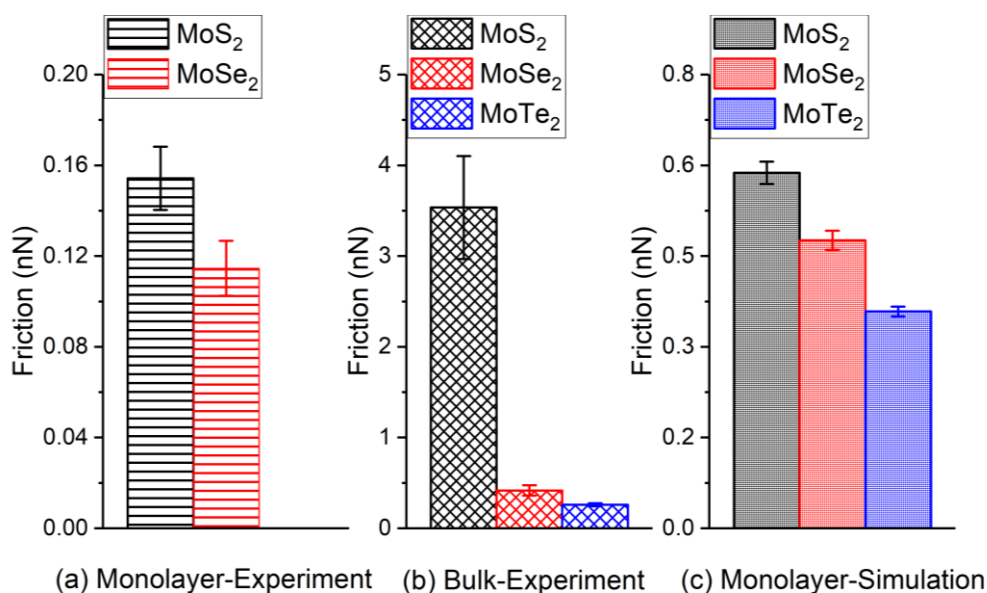 MoS₂
MoSe₂
Friction (nN)
0.20
0.16
0.12
0.08
0.04
0.00
(a) Monolayer-Experiment
MoS₂
MoSe₂
MoTe₂
Friction (nN)
5
4
3
2
1
0
(b) Bulk-Experiment
MoS₂
MoSe₂
MoTe₂
Friction (nN)
0.8
0.6
0.5
0.3
0.2
0.0
(c) Monolayer-Simulation